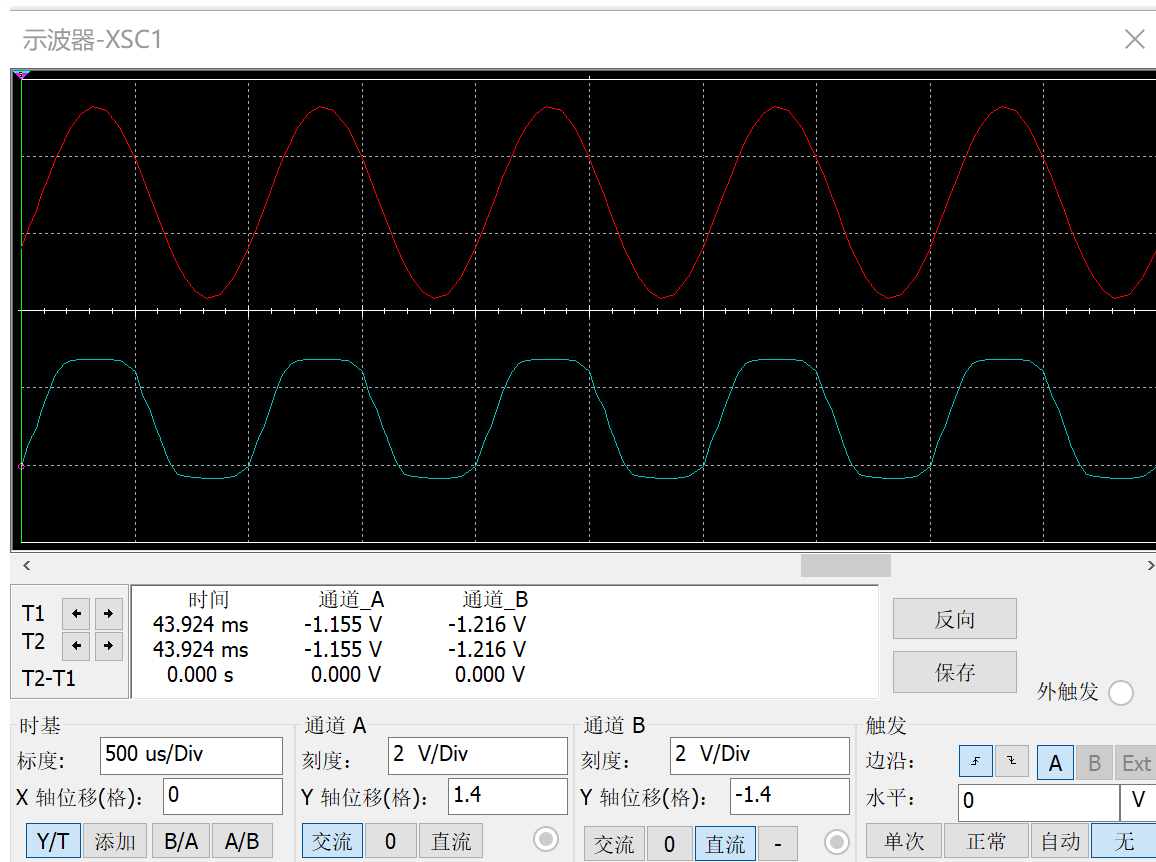 示波器-XSC1
时间 通道_A 通道_B
T1 43.924 ms -1.155 V -1.216 V
T2 43.924 ms -1.155 V -1.216 V
T2-T1 0.000 s 0.000 V 0.000 V
反向
保存
外触发
时基
标度: 500 us/Div
X 轴位移(格): 0
Y/T 添加 B/A A/B
通道 A
刻度: 2 V/Div
Y 轴位移(格): 1.4
交流 0 直流
通道 B
刻度: 2 V/Div
Y 轴位移(格): -1.4
交流 0 直流 -
触发
边沿: A B Ext
水平: 0 V
单次 正常 自动 无